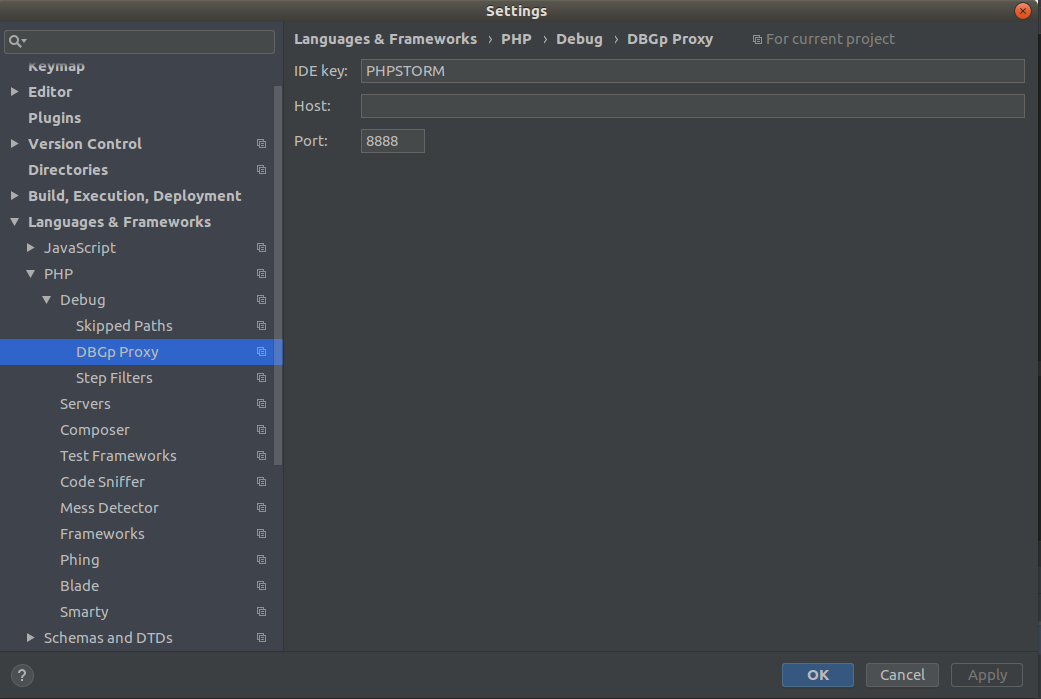 Settings
Languages & Frameworks › PHP › Debug › DBGp Proxy For current project
Keymap
Editor
Plugins
Version Control
Directories
Build, Execution, Deployment
Languages & Frameworks
JavaScript
PHP
Debug
Skipped Paths
DBGp Proxy
Step Filters
Servers
Composer
Test Frameworks
Code Sniffer
Mess Detector
Frameworks
Phing
Blade
Smarty
Schemas and DTDs
IDE key: PHPSTORM
Host:
Port: 8888
?
OK Cancel Apply